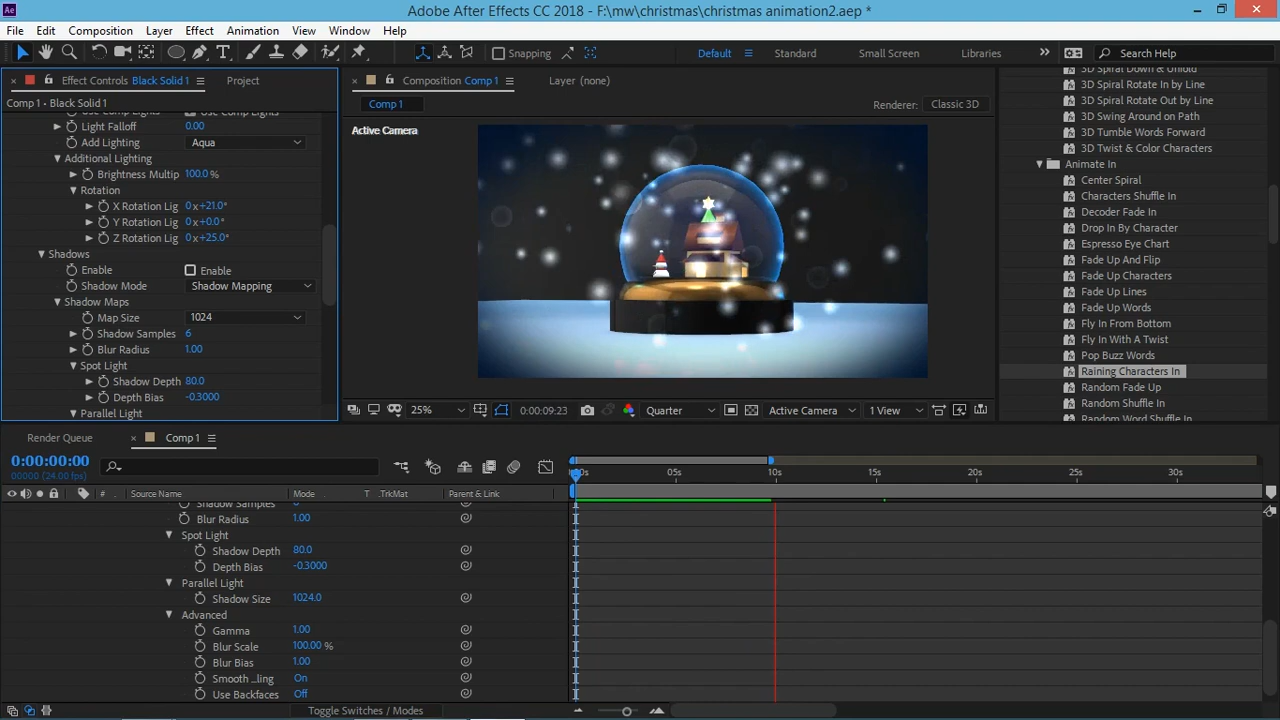 Adobe After Effects CC 2018 - F:\mw\christmas\christmas animation2.aep *
File Edit Composition Layer Effect Animation View Window Help
Snapping Default Standard Small Screen Libraries Search Help
Effect Controls Black Solid 1 Project
Composition Comp 1 Layer (none)
Comp 1 • Black Solid 1
Comp 1
Renderer: Classic 3D
Active Camera
Use Comp Lights Use Comp Lights
Light Falloff 0.00
Add Lighting Aqua
Additional Lighting
Brightness Multip 100.0 %
Rotation
X Rotation Lig 0 x+21.0°
Y Rotation Lig 0 x+0.0°
Z Rotation Lig 0 x+25.0°
Shadows
Enable Enable
Shadow Mode Shadow Mapping
Shadow Maps
Map Size 1024
Shadow Samples 6
Blur Radius 1.00
Spot Light
Shadow Depth 80.0
Depth Bias -0.3000
Parallel Light
25% 0:00:09:23 Quarter Active Camera 1 View
3D Spiral Down & Unfold
3D Spiral Rotate In by Line
3D Spiral Rotate Out by Line
3D Swing Around on Path
3D Tumble Words Forward
3D Twist & Color Characters
Animate In
Center Spiral
Characters Shuffle In
Decoder Fade In
Drop In By Character
Espresso Eye Chart
Fade Up And Flip
Fade Up Characters
Fade Up Lines
Fade Up Words
Fly In From Bottom
Fly In With A Twist
Pop Buzz Words
Raining Characters In
Random Fade Up
Random Shuffle In
Random Word Shuffle In
Render Queue Comp 1
0:00:00:00
00000 (24.00 fps)
05s 10s 15s 20s 25s 30s
# Source Name Mode T .TrkMat Parent & Link
Shadow Samples
Blur Radius 1.00
Spot Light
Shadow Depth 80.0
Depth Bias -0.3000
Parallel Light
Shadow Size 1024.0
Advanced
Gamma 1.00
Blur Scale 100.00 %
Blur Bias 1.00
Smooth ..ling On
Use Backfaces Off
Toggle Switches / Modes